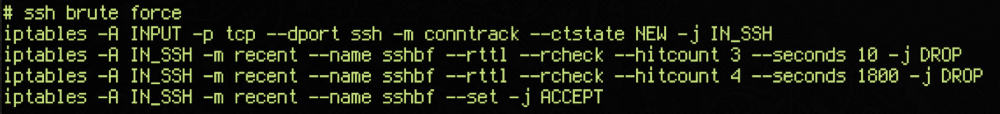 # ssh brute force
iptables -A INPUT -p tcp --dport ssh -m conntrack --ctstate NEW -j IN_SSH
iptables -A IN_SSH -m recent --name sshbf --rttl --rcheck --hitcount 3 --seconds 10 -j DROP
iptables -A IN_SSH -m recent --name sshbf --rttl --rcheck --hitcount 4 --seconds 1800 -j DROP
iptables -A IN_SSH -m recent --name sshbf --set -j ACCEPT